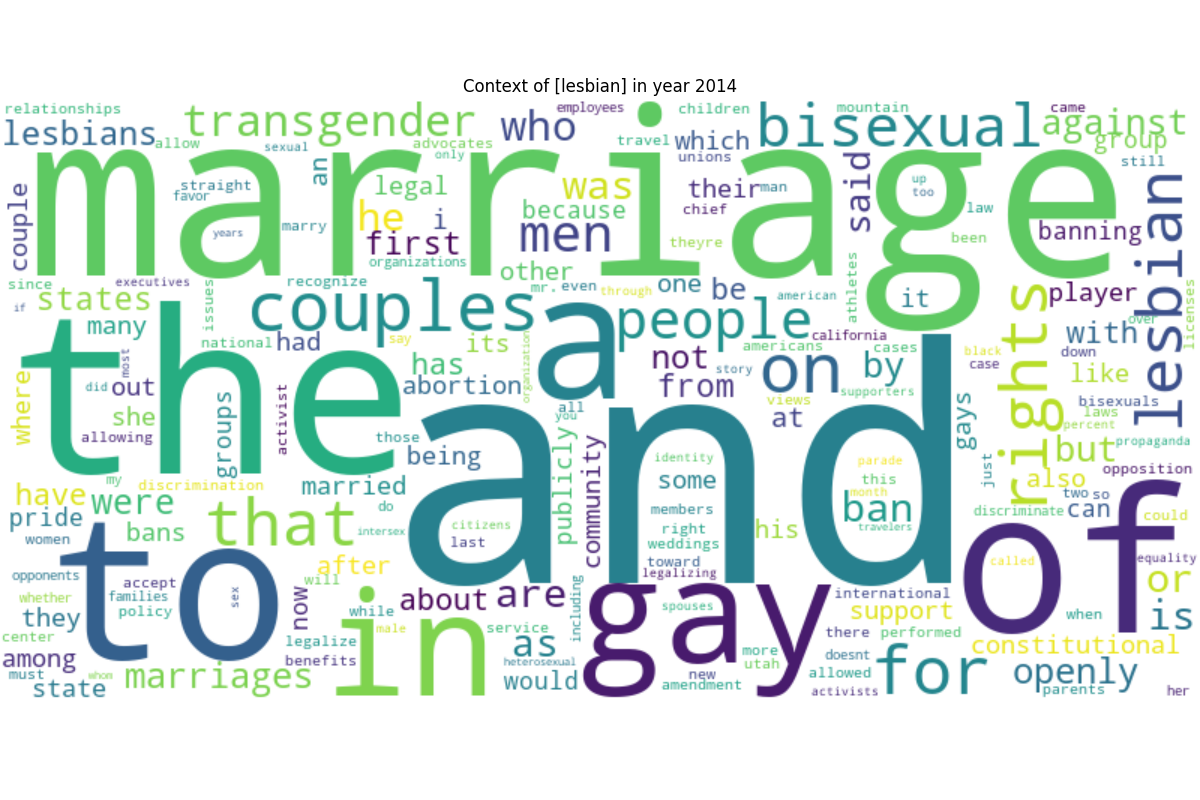 Context of [lesbian] in year 2014
relationships
employees
children
mountain
came
lesbians
allow
transgender
who
travel
which
bisexual
against
group
sexual
advocates
only
unions
still
marriage
couple
straight
favor
an
legal
was
their
man
said
up
too
law
lesbian
years
marry
he
i
because
chief
first
men
theyre
been
banning
organizations
other
since
if
executives
recognize
mr.
even
through
one
be
american
athletes
it
player
states
issues
couples
a
people
california
rights
with
over
licenses
many
national
had
say
its
organization
not
americans
cases
black
down
where
most
did
out
has
abortion
all
from
story
on
by
case
like
she
allowing
groups
activist
those
you
views
at
supporters
gays
bisexuals
laws
percent
the
being
publicly
community
and
but
propaganda
my
discrimination
married
identity
parade
this
just
also
opposition
have
were
do
some
month
ban
discriminate
two
so
can
could
pride
women
bans
that
intersex
citizens
last
members
right
his
travelers
weddings
toward
legalizing
of
called
equality
opponents
to
after
accept
families
sex
will
or
whether
they
policy
now
while
about
are
including
gay
spouses
international
support
when
is
center
legalize
male
in
service
as
more
there
performed
constitutional
among
benefits
heterosexual
utah
doesnt
must
whom
marriages
would
new
allowed
for
openly
state
amendment
activists
parents
her